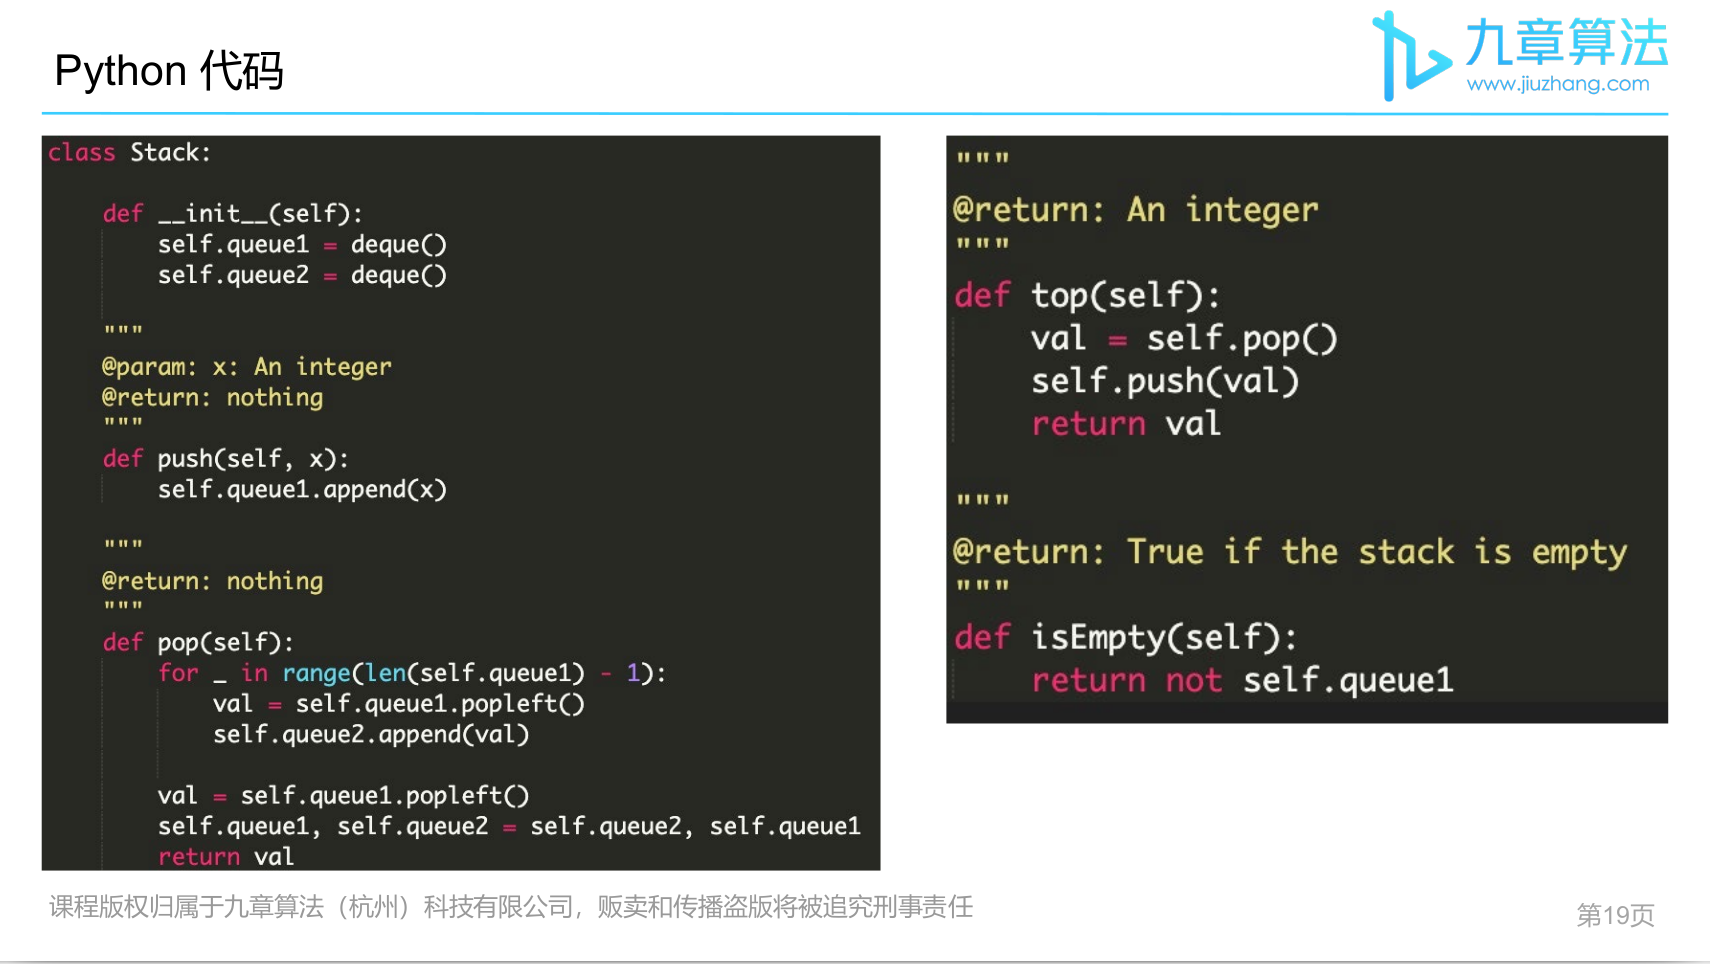 Python 代码
九章算法
www.jiuzhang.com
class Stack:
    def __init__(self):
        self.queue1 = deque()
        self.queue2 = deque()
    """
    @param: x: An integer
    @return: nothing
    """
    def push(self, x):
        self.queue1.append(x)
    """
    @return: nothing
    """
    def pop(self):
        for _ in range(len(self.queue1) - 1):
            val = self.queue1.popleft()
            self.queue2.append(val)
        val = self.queue1.popleft()
        self.queue1, self.queue2 = self.queue2, self.queue1
        return val
"""
@return: An integer
"""
def top(self):
    val = self.pop()
    self.push(val)
    return val
"""
@return: True if the stack is empty
"""
def isEmpty(self):
    return not self.queue1
课程版权归属于九章算法（杭州）科技有限公司，贩卖和传播盗版将被追究刑事责任
第19页